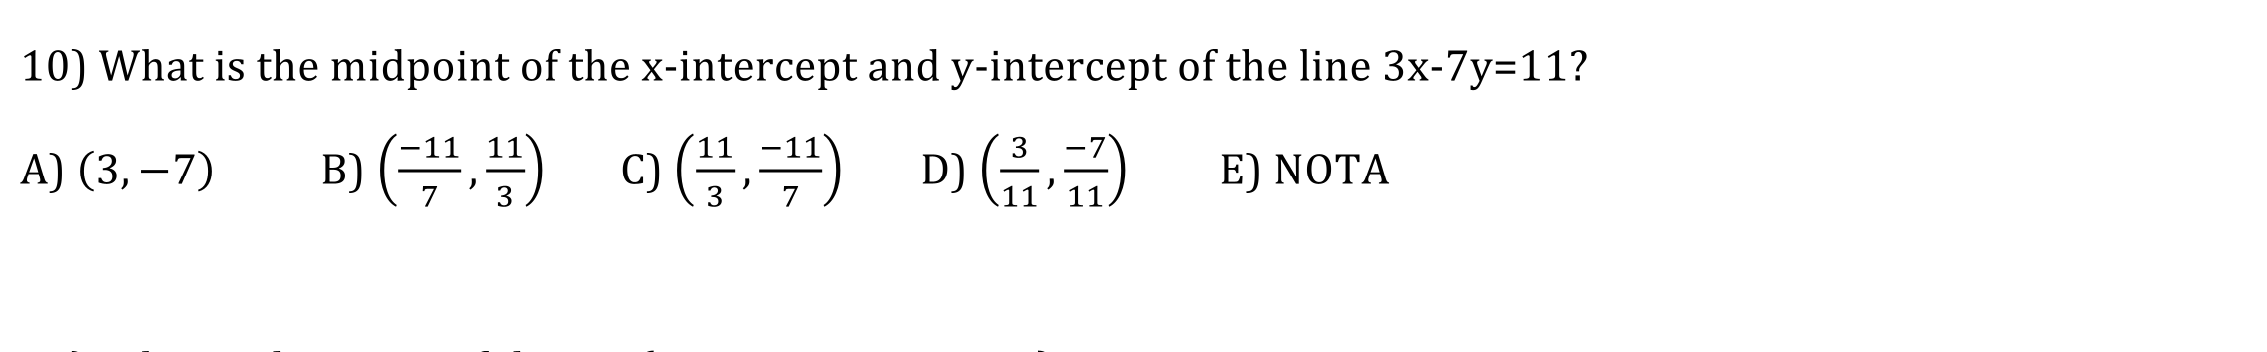 10) What is the midpoint of the x-intercept and y-intercept of the line 3x-7y=11?
A) (3, −7) B) (−11/7, 11/3) C) (11/3, −11/7) D) (3/11, −7/11) E) NOTA